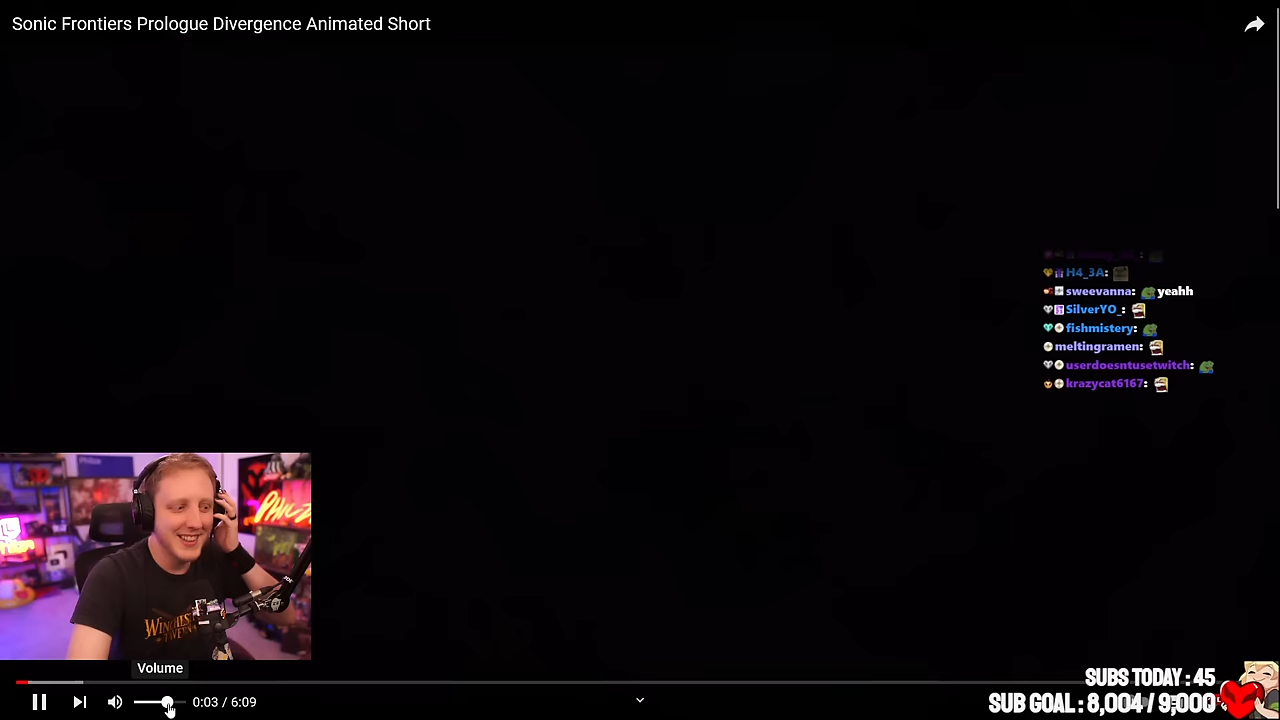 Sonic Frontiers Prologue Divergence Animated Short
H4_3A:
sweevanna: yeahh
SilverYO_:
fishmistery:
meltingramen:
userdoesntusetwitch:
krazycat6167:
Philza
Volume
0:03 / 6:09
SUBS TODAY : 45
SUB GOAL : 8,004 / 9,000